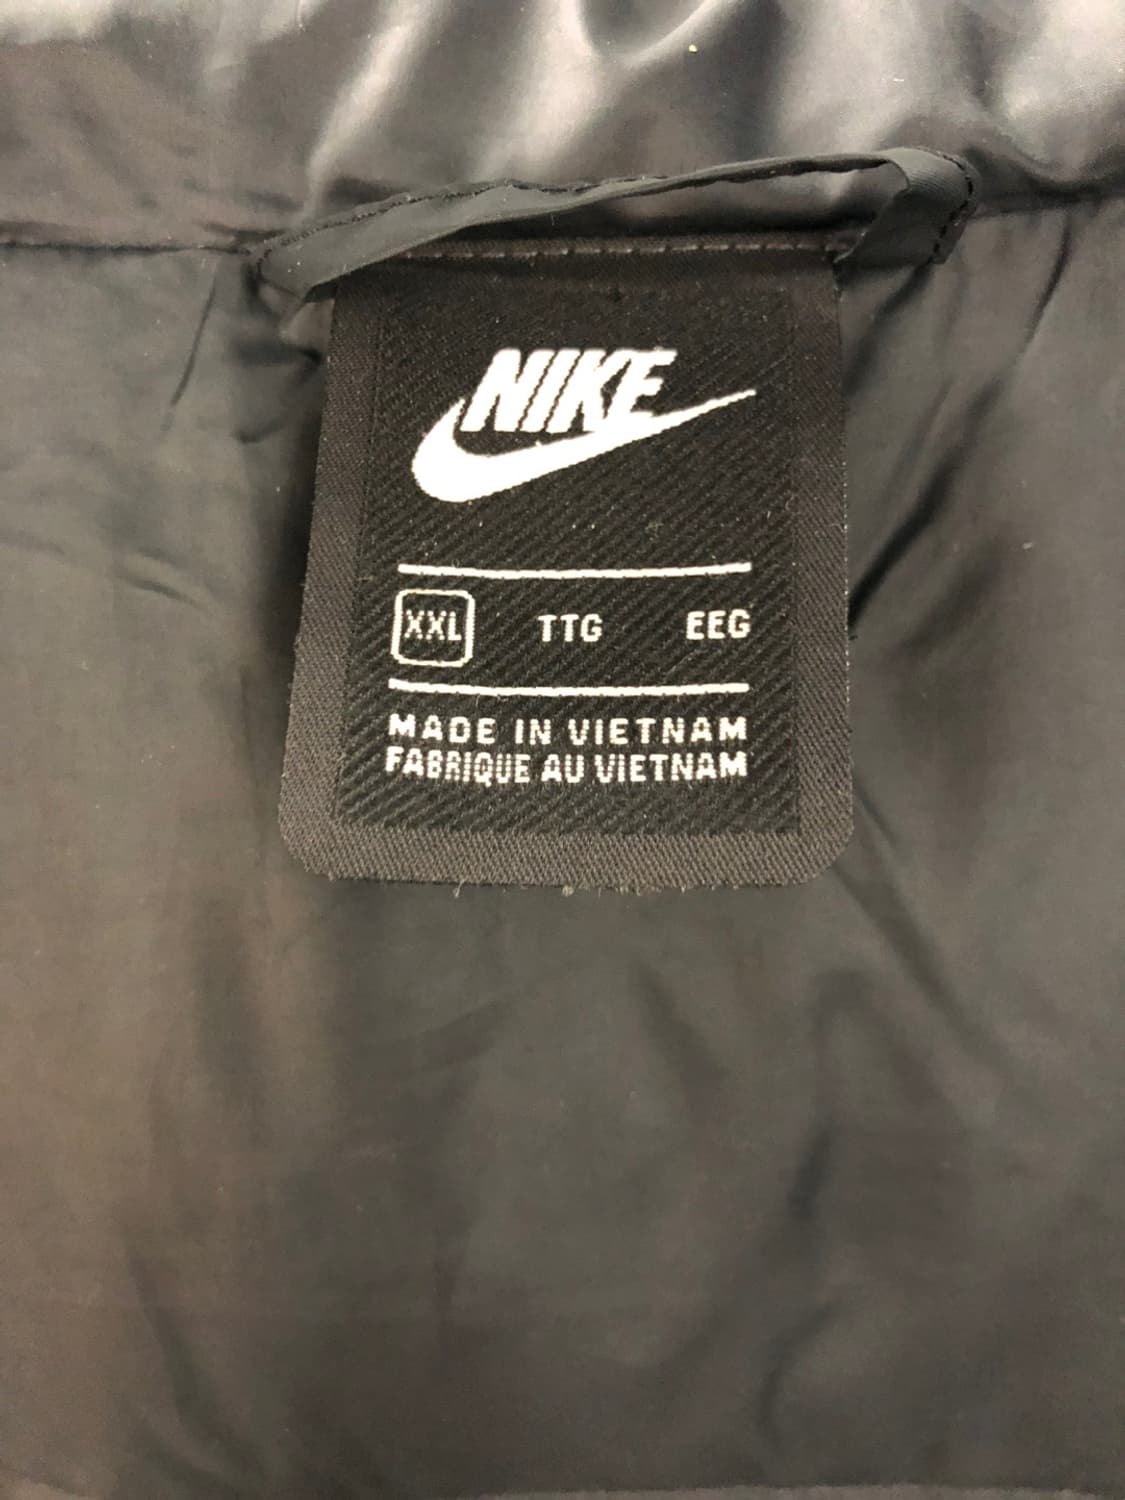 NIKE
XXL TTG EEG
MADE IN VIETNAM
FABRIQUE AU VIETNAM